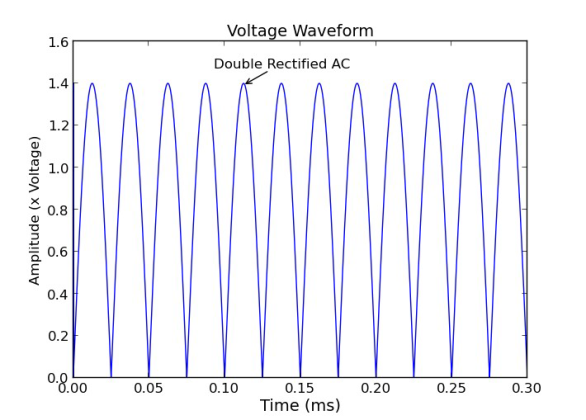 Voltage Waveform
1.6
Double Rectified AC
1.4
1.2
1.0
0.8
0.6
0.4
0.2
0.0
Amplitude (x Voltage)
0.00 0.05 0.10 0.15 0.20 0.25 0.30
Time (ms)